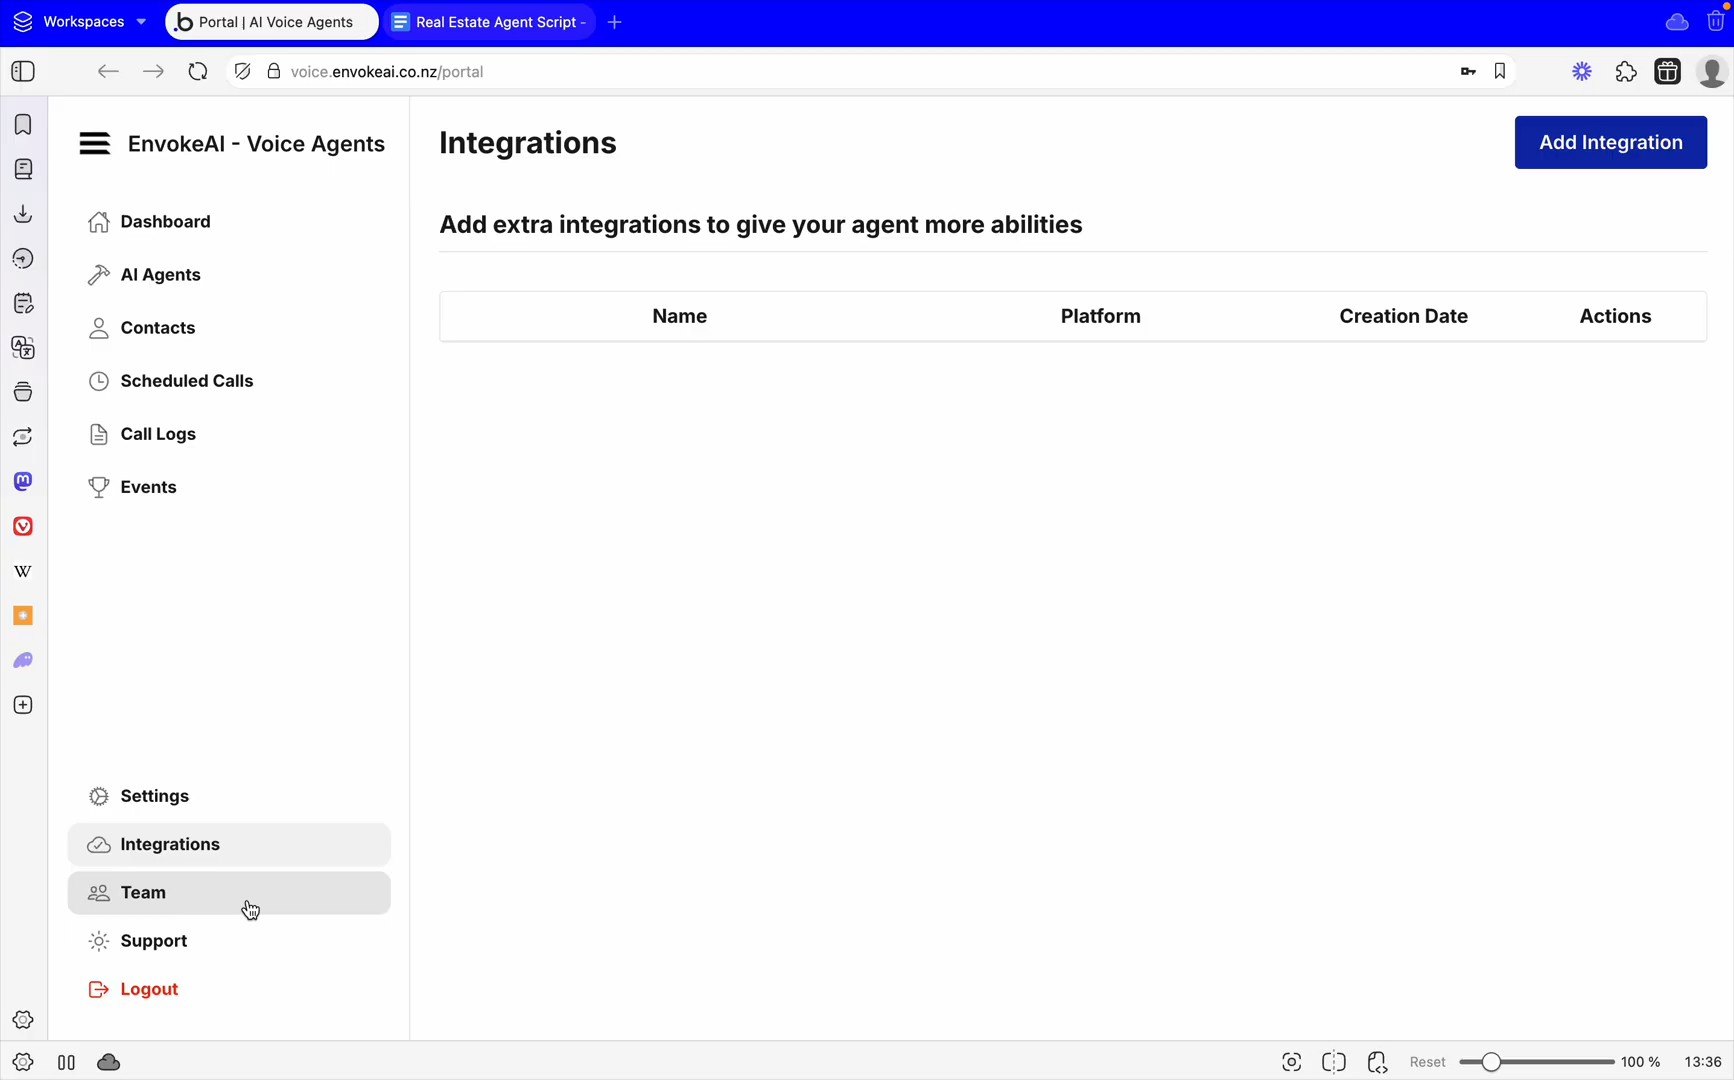 Workspaces
Portal | AI Voice Agents
Real Estate Agent Script -
voice.envokeai.co.nz/portal
EnvokeAI - Voice Agents
Dashboard
AI Agents
Contacts
Scheduled Calls
Call Logs
Events
Settings
Integrations
Team
Support
Logout
Integrations
Add Integration
Add extra integrations to give your agent more abilities
Name Platform Creation Date Actions
W
Reset 100 % 13:36